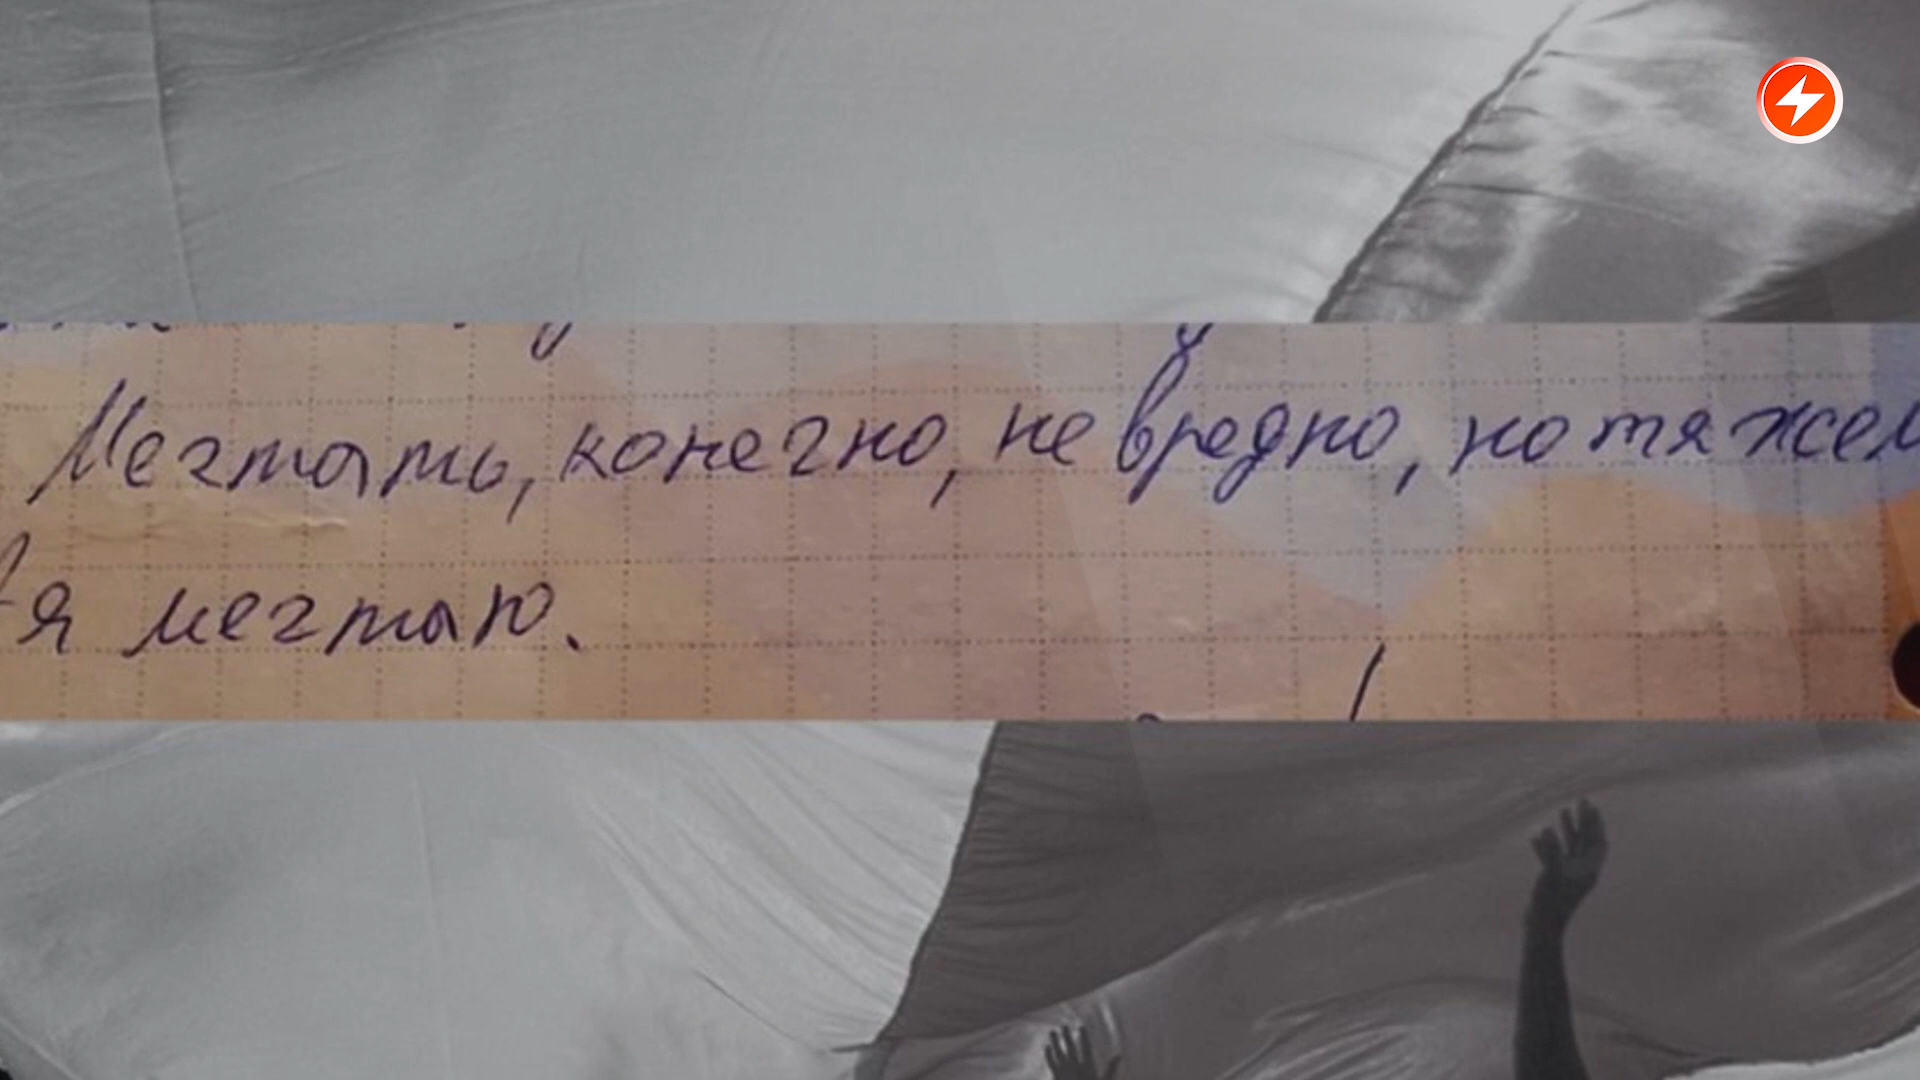 Мечтать, конечно, не вредно, но тяжел
я мечтаю.